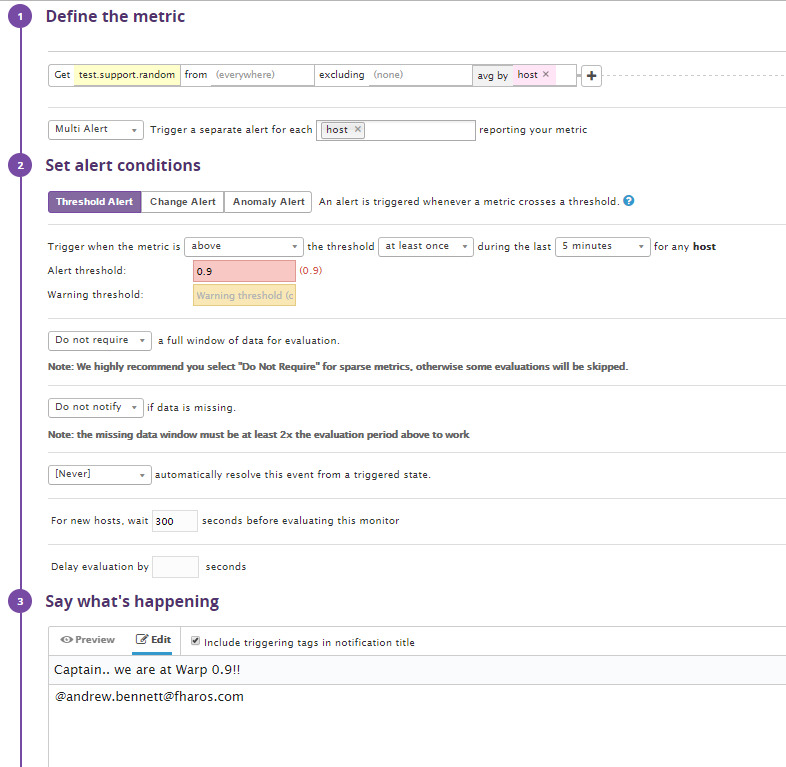 1 Define the metric
Get test.support.random from (everywhere) excluding (none) avg by host × +
Multi Alert Trigger a separate alert for each host × reporting your metric
2 Set alert conditions
Threshold Alert Change Alert Anomaly Alert An alert is triggered whenever a metric crosses a threshold. ?
Trigger when the metric is above the threshold at least once during the last 5 minutes for any host
Alert threshold: 0.9 (0.9)
Warning threshold: Warning threshold (c
Do not require a full window of data for evaluation.
Note: We highly recommend you select "Do Not Require" for sparse metrics, otherwise some evaluations will be skipped.
Do not notify if data is missing.
Note: the missing data window must be at least 2x the evaluation period above to work
[Never] automatically resolve this event from a triggered state.
For new hosts, wait 300 seconds before evaluating this monitor
Delay evaluation by seconds
3 Say what's happening
Preview Edit Include triggering tags in notification title
Captain.. we are at Warp 0.9!!
@andrew.bennett@fharos.com